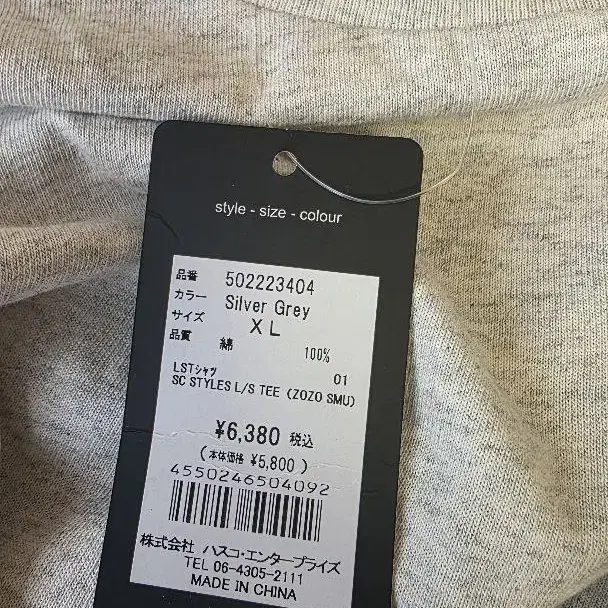 style - size - colour
品番 502223404
カラー Silver Grey
サイズ XL
品質 綿 100%
LSTシャツ 01
SC STYLES L/S TEE (ZOZO SMU)
¥6,380 税込
(本体価格 ¥5,800 )
4550246504092
株式会社 ハスコ・エンタープライズ
TEL 06-4305-2111
MADE IN CHINA